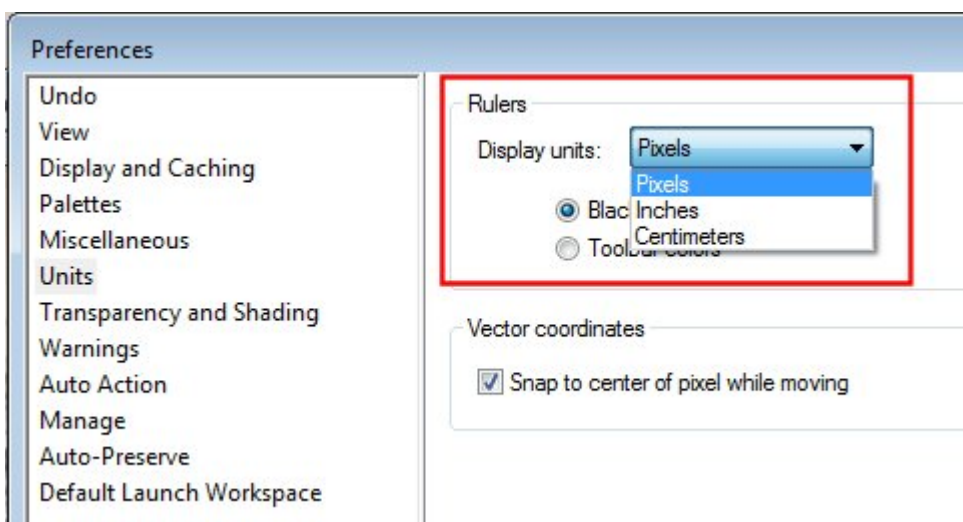 Preferences
Undo
View
Display and Caching
Palettes
Miscellaneous
Units
Transparency and Shading
Warnings
Auto Action
Manage
Auto-Preserve
Default Launch Workspace
Rulers
Display units: Pixels
Pixels
Inches
Centimeters
Vector coordinates
Snap to center of pixel while moving